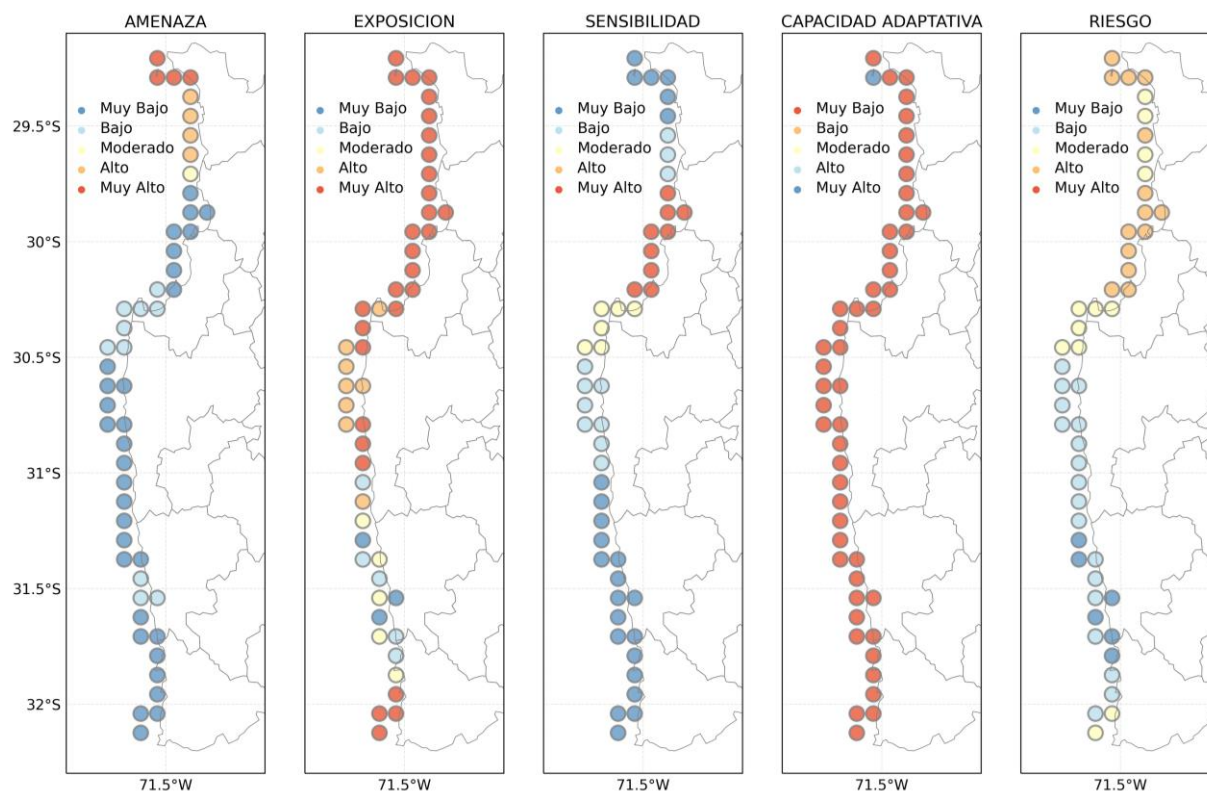 AMENAZA EXPOSICION SENSIBILIDAD CAPACIDAD ADAPTATIVA RIESGO
Muy Bajo Muy Bajo Muy Bajo Muy Bajo Muy Bajo
29.5°S Bajo Bajo Bajo Bajo Bajo
Moderado Moderado Moderado Moderado Moderado
Alto Alto Alto Alto Alto
Muy Alto Muy Alto Muy Alto Muy Alto Muy Alto
30°S
30.5°S
31°S
31.5°S
32°S
71.5°W 71.5°W 71.5°W 71.5°W 71.5°W